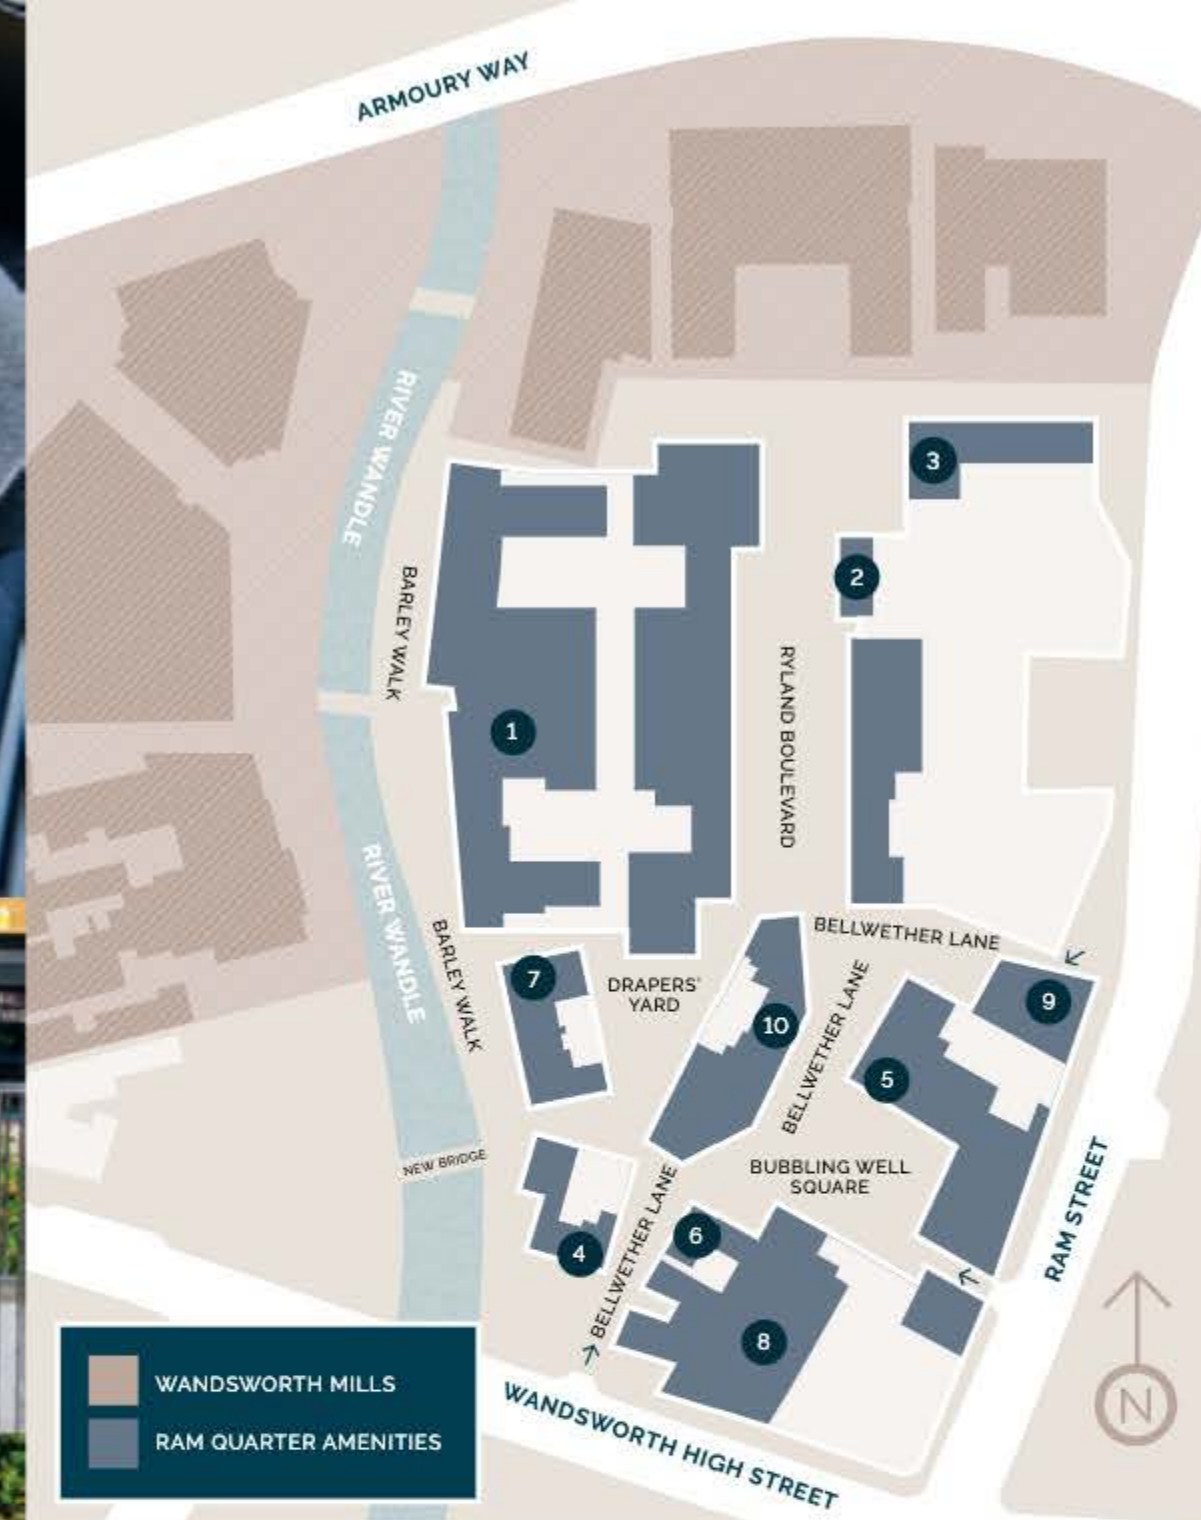 ARMOURY WAY
RIVER WANDLE
3
2
BARLEY WALK
1
RYLAND BOULEVARD
RIVER WANDLE
BARLEY WALK
BELLWETHER LANE
7
DRAPERS'
YARD
10
BELLWETHER LANE
9
5
NEW BRIDGE
BUBBLING WELL
SQUARE
RAM STREET
4
BELLWETHER LANE
6
8
WANDSWORTH MILLS
RAM QUARTER AMENITIES
WANDSWORTH HIGH STREET
N